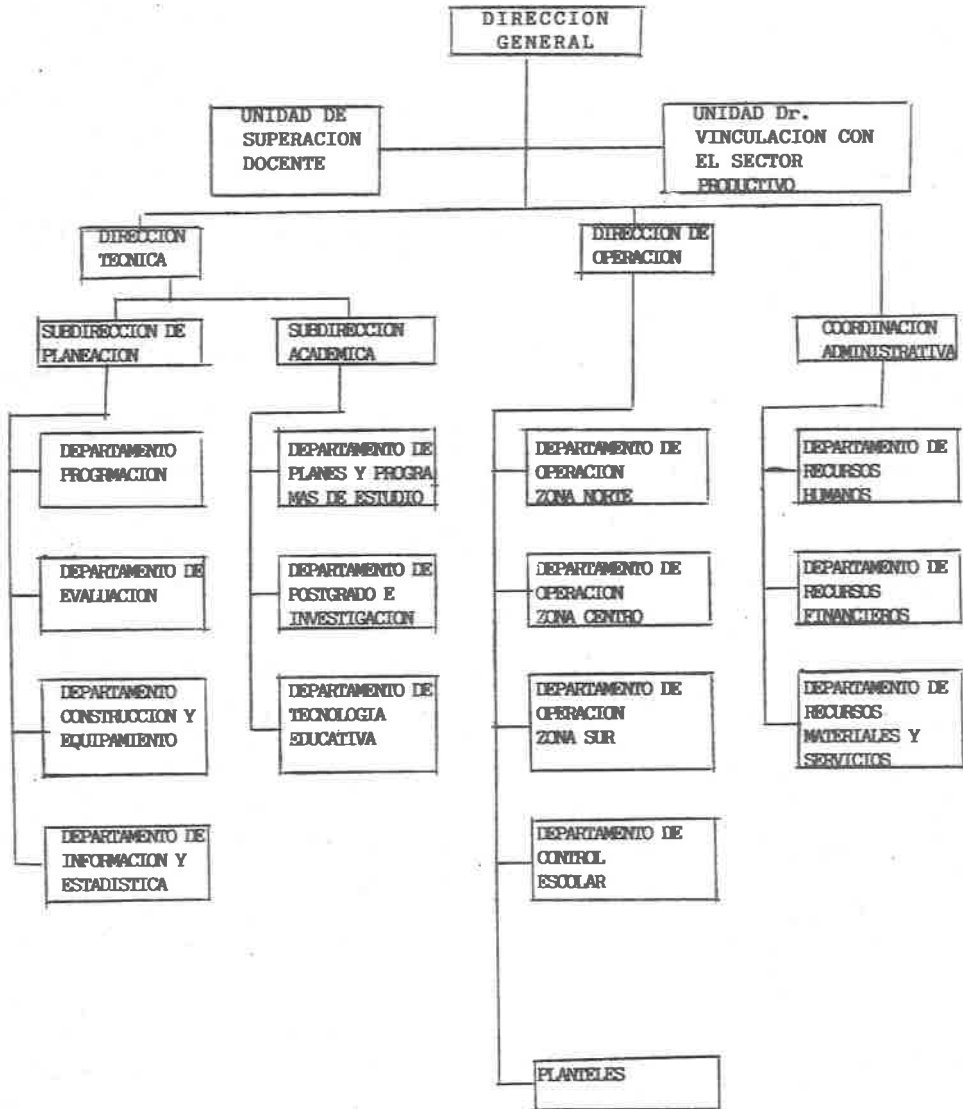 DIRECCION
GENERAL
UNIDAD DE
SUPERACION
DOCENTE
UNIDAD Dr.
VINCULACION CON
EL SECTOR
PRODUCTIVO
DIRECCION
TECNICA
DIRECCION DE
OPERACION
SUBDIRECCION DE
PLANEACION
SUBDIRECCION
ACADEMICA
COORDINACION
ADMINISTRATIVA
DEPARTAMENTO
PROGRMACION
DEPARTAMENTO DE
EVALUACION
DEPARTAMENTO
CONSTRUCCION Y
EQUIPAMIENTO
DEPARTAMENTO DE
INFORMACION Y
ESTADISTICA
DEPARTAMENTO DE
PLANES Y PROGRA
MAS DE ESTUDIO
DEPARTAMENTO DE
POSTGRADO E
INVESTIGACION
DEPARTAMENTO DE
TECNOLOGIA
EDUCATIVA
DEPARTAMENTO DE
OPERACION
ZONA NORTE
DEPARTAMENTO DE
OPERACION
ZONA CENTRO
DEPARTAMENTO DE
OPERACION
ZONA SUR
DEPARTAMENTO DE
CONTROL
ESCOLAR
PLANTELES
DEPARTAMENTO DE
RECURSOS
HUMANOS
DEPARTAMENTO DE
RECURSOS
FINANCIEROS
DEPARTAMENTO DE
RECURSOS
MATERIALES Y
SERVICIOS